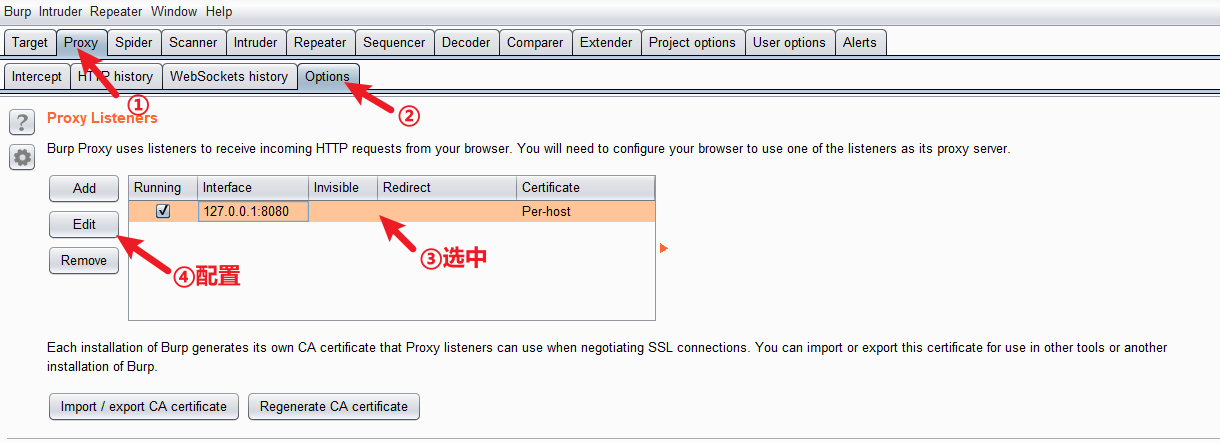 Burp Intruder Repeater Window Help
Target Proxy Spider Scanner Intruder Repeater Sequencer Decoder Comparer Extender Project options User options Alerts
Intercept HTTP history WebSockets history Options
① ②
? Proxy Listeners
Burp Proxy uses listeners to receive incoming HTTP requests from your browser. You will need to configure your browser to use one of the listeners as its proxy server.
Add Running Interface Invisible Redirect Certificate
127.0.0.1:8080 Per-host
Edit
Remove ③选中
④配置
Each installation of Burp generates its own CA certificate that Proxy listeners can use when negotiating SSL connections. You can import or export this certificate for use in other tools or another
installation of Burp.
Import / export CA certificate Regenerate CA certificate